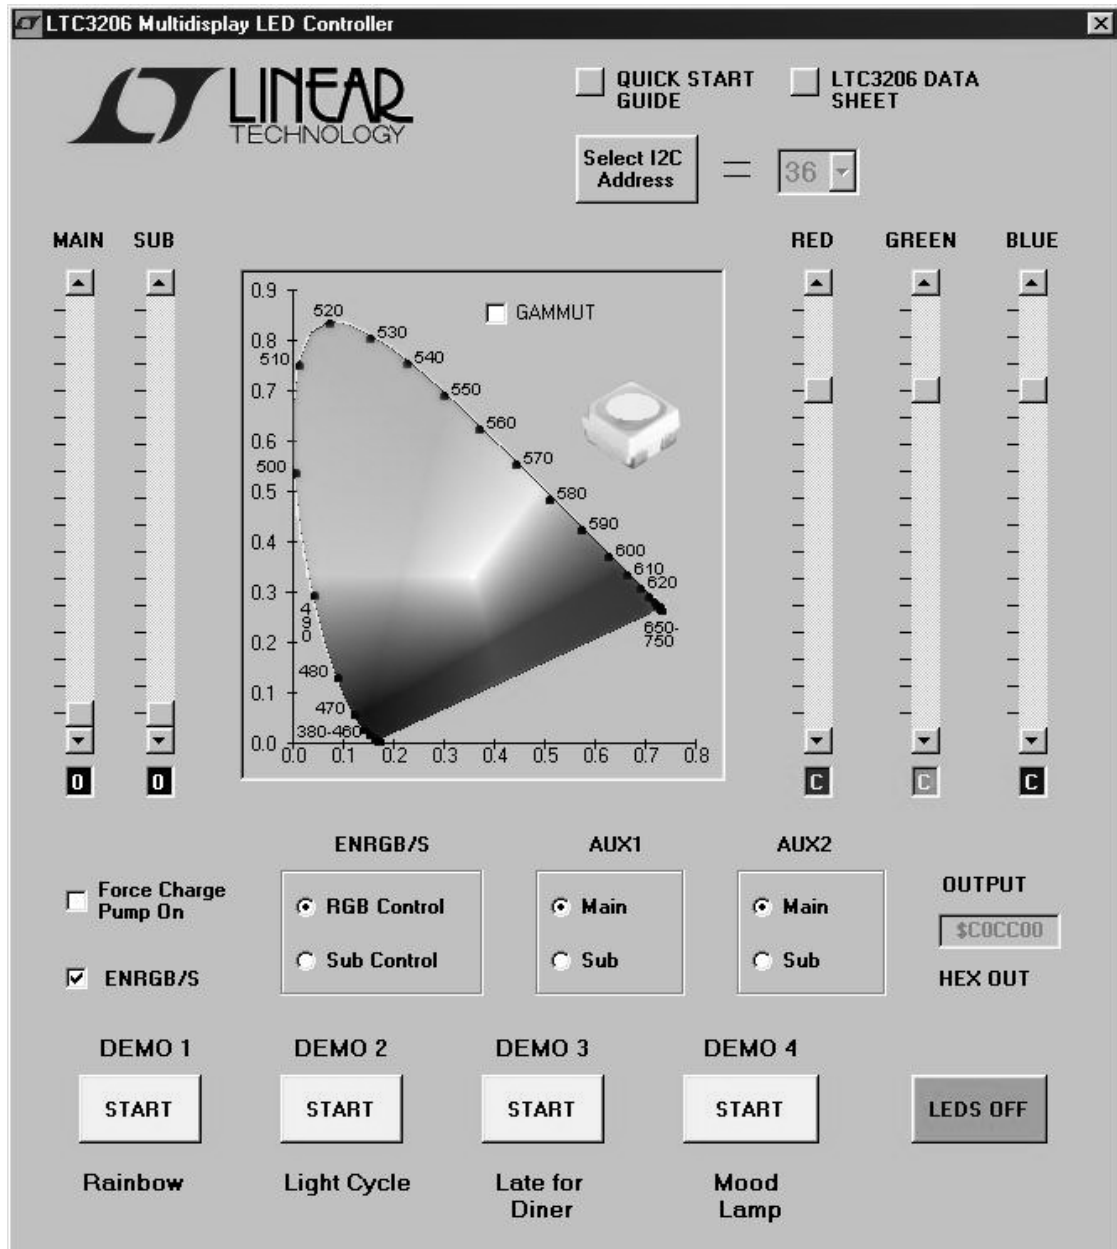 LTC3206 Multidisplay LED Controller
LINEAR
TECHNOLOGY
QUICK START
GUIDE
LTC3206 DATA
SHEET
Select I2C
Address
=
36
MAIN
SUB
RED
GREEN
BLUE
0.9
0.8
0.7
0.6
0.5
0.4
0.3
0.2
0.1
0.0
GAMMUT
520
530
510
540
550
560
570
500
580
590
600
610
620
490
650-
750
480
470
380-460
0.0 0.1 0.2 0.3 0.4 0.5 0.6 0.7 0.8
0
0
C
C
C
ENRGB/S
AUX1
AUX2
Force Charge
Pump On
RGB Control
Main
Main
OUTPUT
$C0CC00
ENRGB/S
Sub Control
Sub
Sub
HEX OUT
DEMO 1
DEMO 2
DEMO 3
DEMO 4
START
START
START
START
LEDS OFF
Rainbow
Light Cycle
Late for
Diner
Mood
Lamp